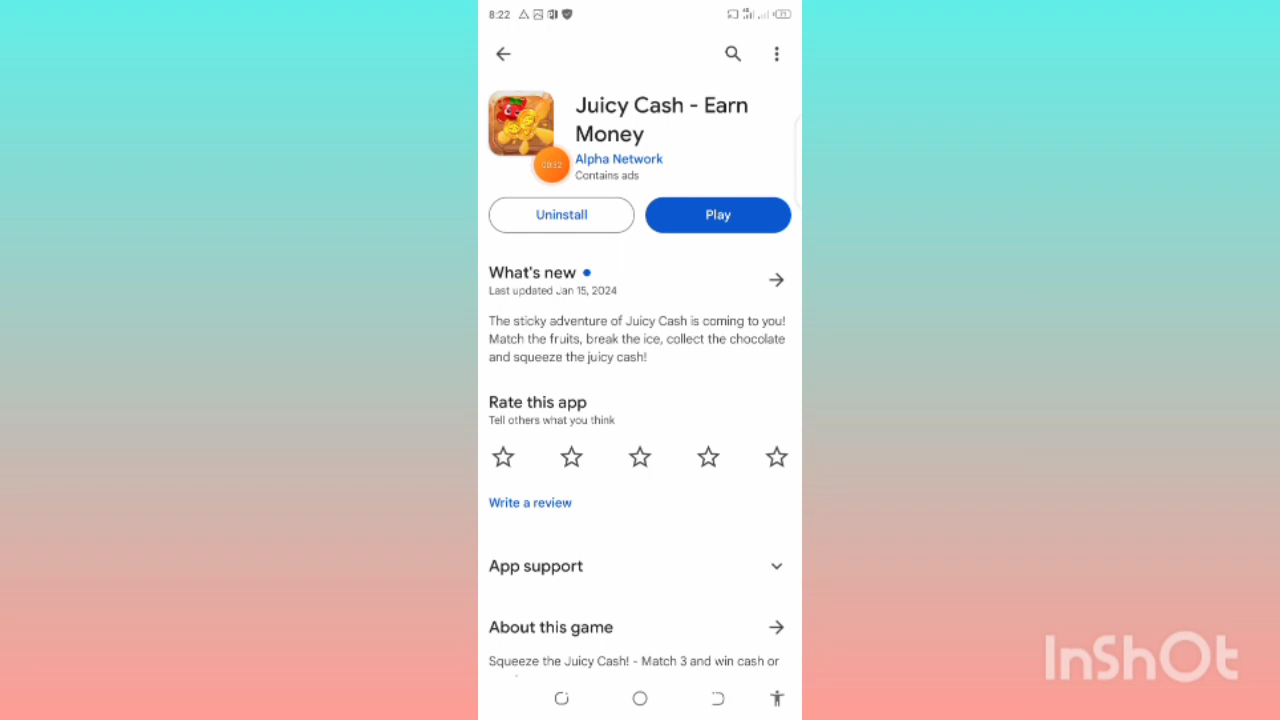 8:22
Juicy Cash - Earn
Money
00:32
Alpha Network
Contains ads
Uninstall
Play
What's new
Last updated Jan 15, 2024
The sticky adventure of Juicy Cash is coming to you!
Match the fruits, break the ice, collect the chocolate
and squeeze the juicy cash!
Rate this app
Tell others what you think
Write a review
App support
About this game
Squeeze the Juicy Cash! - Match 3 and win cash or
InShOt